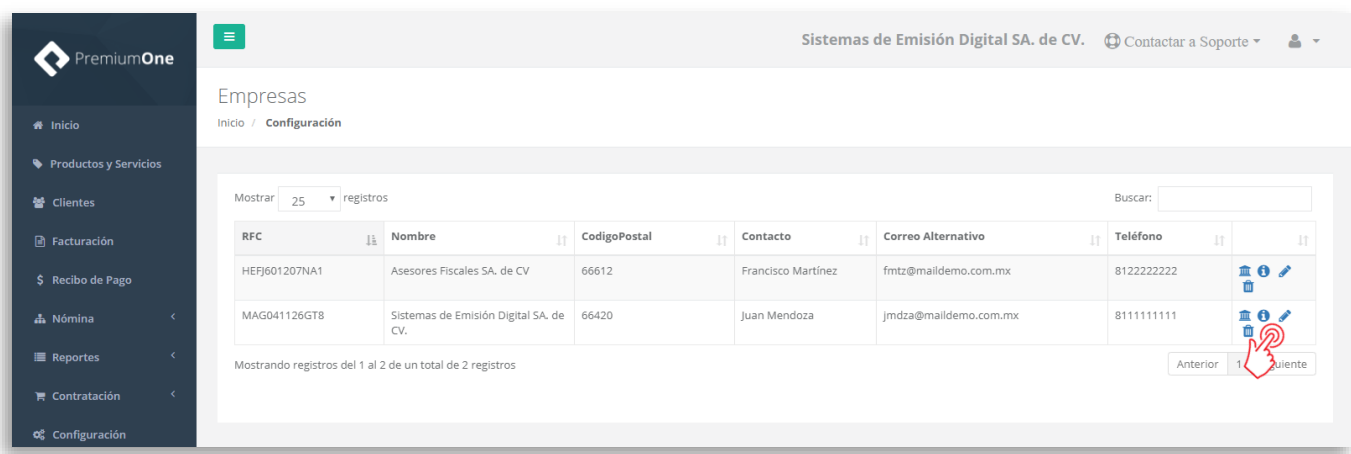 PremiumOne
Sistemas de Emisión Digital SA. de CV. Contactar a Soporte
Empresas
Inicio / Configuración
Inicio
Productos y Servicios
Clientes
Facturación
$ Recibo de Pago
Nómina
Reportes
Contratación
Configuración
Mostrar 25 registros Buscar:
RFC Nombre CodigoPostal Contacto Correo Alternativo Teléfono
HEFJ601207NA1 Asesores Fiscales SA. de CV 66612 Francisco Martínez fmtz@maildemo.com.mx 8122222222
MAG041126GT8 Sistemas de Emisión Digital SA. de 66420 Juan Mendoza jmdza@maildemo.com.mx 8111111111
CV.
Mostrando registros del 1 al 2 de un total de 2 registros Anterior 1